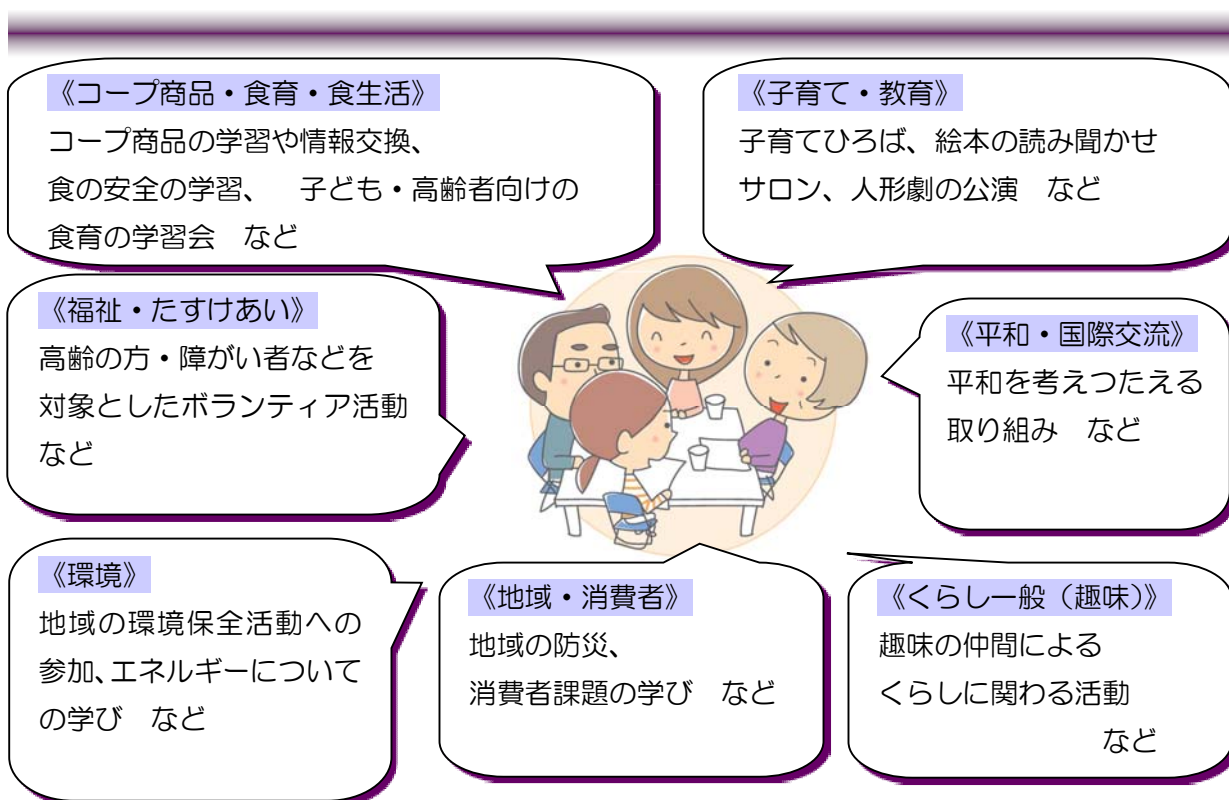 《コープ商品・食育・食生活》
コープ商品の学習や情報交換、
食の安全の学習、　子ども・高齢者向けの
食育の学習会　など
《子育て・教育》
子育てひろば、絵本の読み聞かせ
サロン、人形劇の公演　など
《福祉・たすけあい》
高齢の方・障がい者などを
対象としたボランティア活動
など
《平和・国際交流》
平和を考えつたえる
取り組み　など
《環境》
地域の環境保全活動への
参加、エネルギーについて
の学び　など
《地域・消費者》
地域の防災、
消費者課題の学び　など
《くらし一般（趣味）》
趣味の仲間による
くらしに関わる活動
など